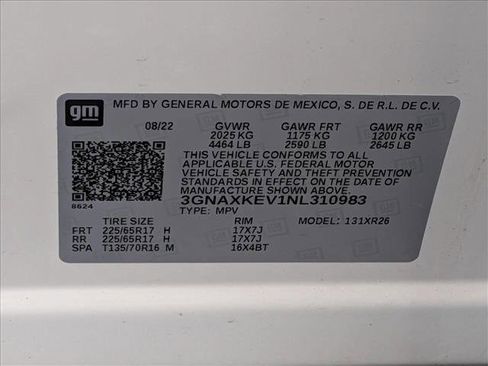 gm MFD BY GENERAL MOTORS DE MEXICO, S. DE R.L. DE C.V.
08/22 GVWR GAWR FRT GAWR RR
2025 KG 1175 KG 1200 KG
4464 LB 2590 LB 2645 LB
THIS VEHICLE CONFORMS TO ALL
APPLICABLE U.S. FEDERAL MOTOR
VEHICLE SAFETY AND THEFT PREVENTION
STANDARDS IN EFFECT ON THE DATE OF
MANUFACTURE SHOWN ABOVE.
3GNAXKEV1NL310983
8624 TYPE: MPV
TIRE SIZE RIM MODEL: 131XR26
FRT 225/65R17 H 17X7J
RR 225/65R17 H 17X7J
SPA T135/70R16 M 16X4BT